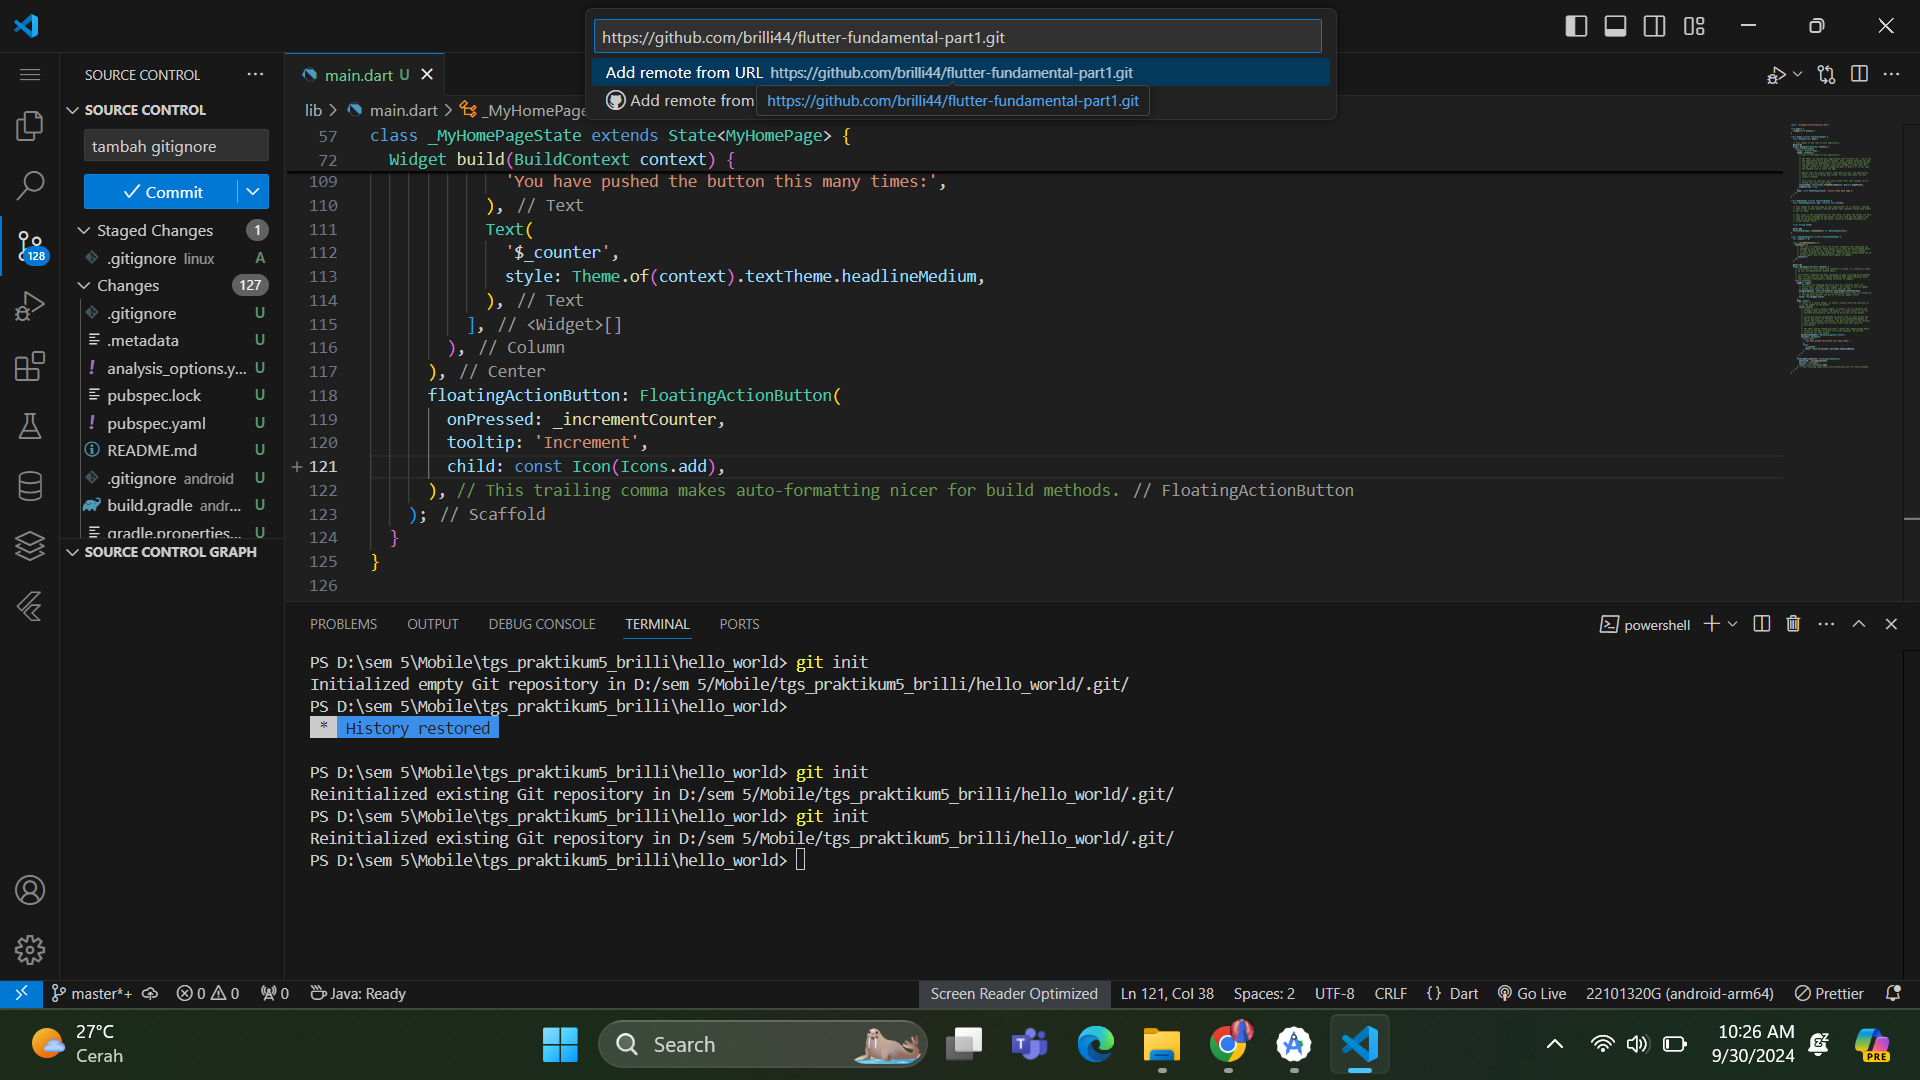 https://github.com/brilli44/flutter-fundamental-part1.git
Add remote from URL https://github.com/brilli44/flutter-fundamental-part1.git
Add remote from
https://github.com/brilli44/flutter-fundamental-part1.git
SOURCE CONTROL
SOURCE CONTROL
tambah gitignore
Commit
Staged Changes 1
.gitignore linux A
Changes 127
.gitignore U
.metadata U
analysis_options.y... U
pubspec.lock U
pubspec.yaml U
README.md U
.gitignore android U
build.gradle andr... U
gradle.properties... U
SOURCE CONTROL GRAPH
128
main.dart U
lib > main.dart > _MyHomePage
57 class _MyHomePageState extends State<MyHomePage> {
72 Widget build(BuildContext context) {
109 'You have pushed the button this many times:',
110 ), // Text
111 Text(
112 '$_counter',
113 style: Theme.of(context).textTheme.headlineMedium,
114 ), // Text
115 ], // <Widget>[]
116 ), // Column
117 ), // Center
118 floatingActionButton: FloatingActionButton(
119 onPressed: _incrementCounter,
120 tooltip: 'Increment',
121 child: const Icon(Icons.add),
122 ), // This trailing comma makes auto-formatting nicer for build methods. // FloatingActionButton
123 ); // Scaffold
124 }
125 }
126
PROBLEMS OUTPUT DEBUG CONSOLE TERMINAL PORTS
powershell
PS D:\sem 5\Mobile\tgs_praktikum5_brilli\hello_world> git init
Initialized empty Git repository in D:/sem 5/Mobile/tgs_praktikum5_brilli/hello_world/.git/
PS D:\sem 5\Mobile\tgs_praktikum5_brilli\hello_world>
* History restored
PS D:\sem 5\Mobile\tgs_praktikum5_brilli\hello_world> git init
Reinitialized existing Git repository in D:/sem 5/Mobile/tgs_praktikum5_brilli/hello_world/.git/
PS D:\sem 5\Mobile\tgs_praktikum5_brilli\hello_world> git init
Reinitialized existing Git repository in D:/sem 5/Mobile/tgs_praktikum5_brilli/hello_world/.git/
PS D:\sem 5\Mobile\tgs_praktikum5_brilli\hello_world>
master*+ 0 0 0 Java: Ready
Screen Reader Optimized Ln 121, Col 38 Spaces: 2 UTF-8 CRLF {} Dart Go Live 22101320G (android-arm64) Prettier
27°C
Cerah
Search
10:26 AM
9/30/2024
PRE